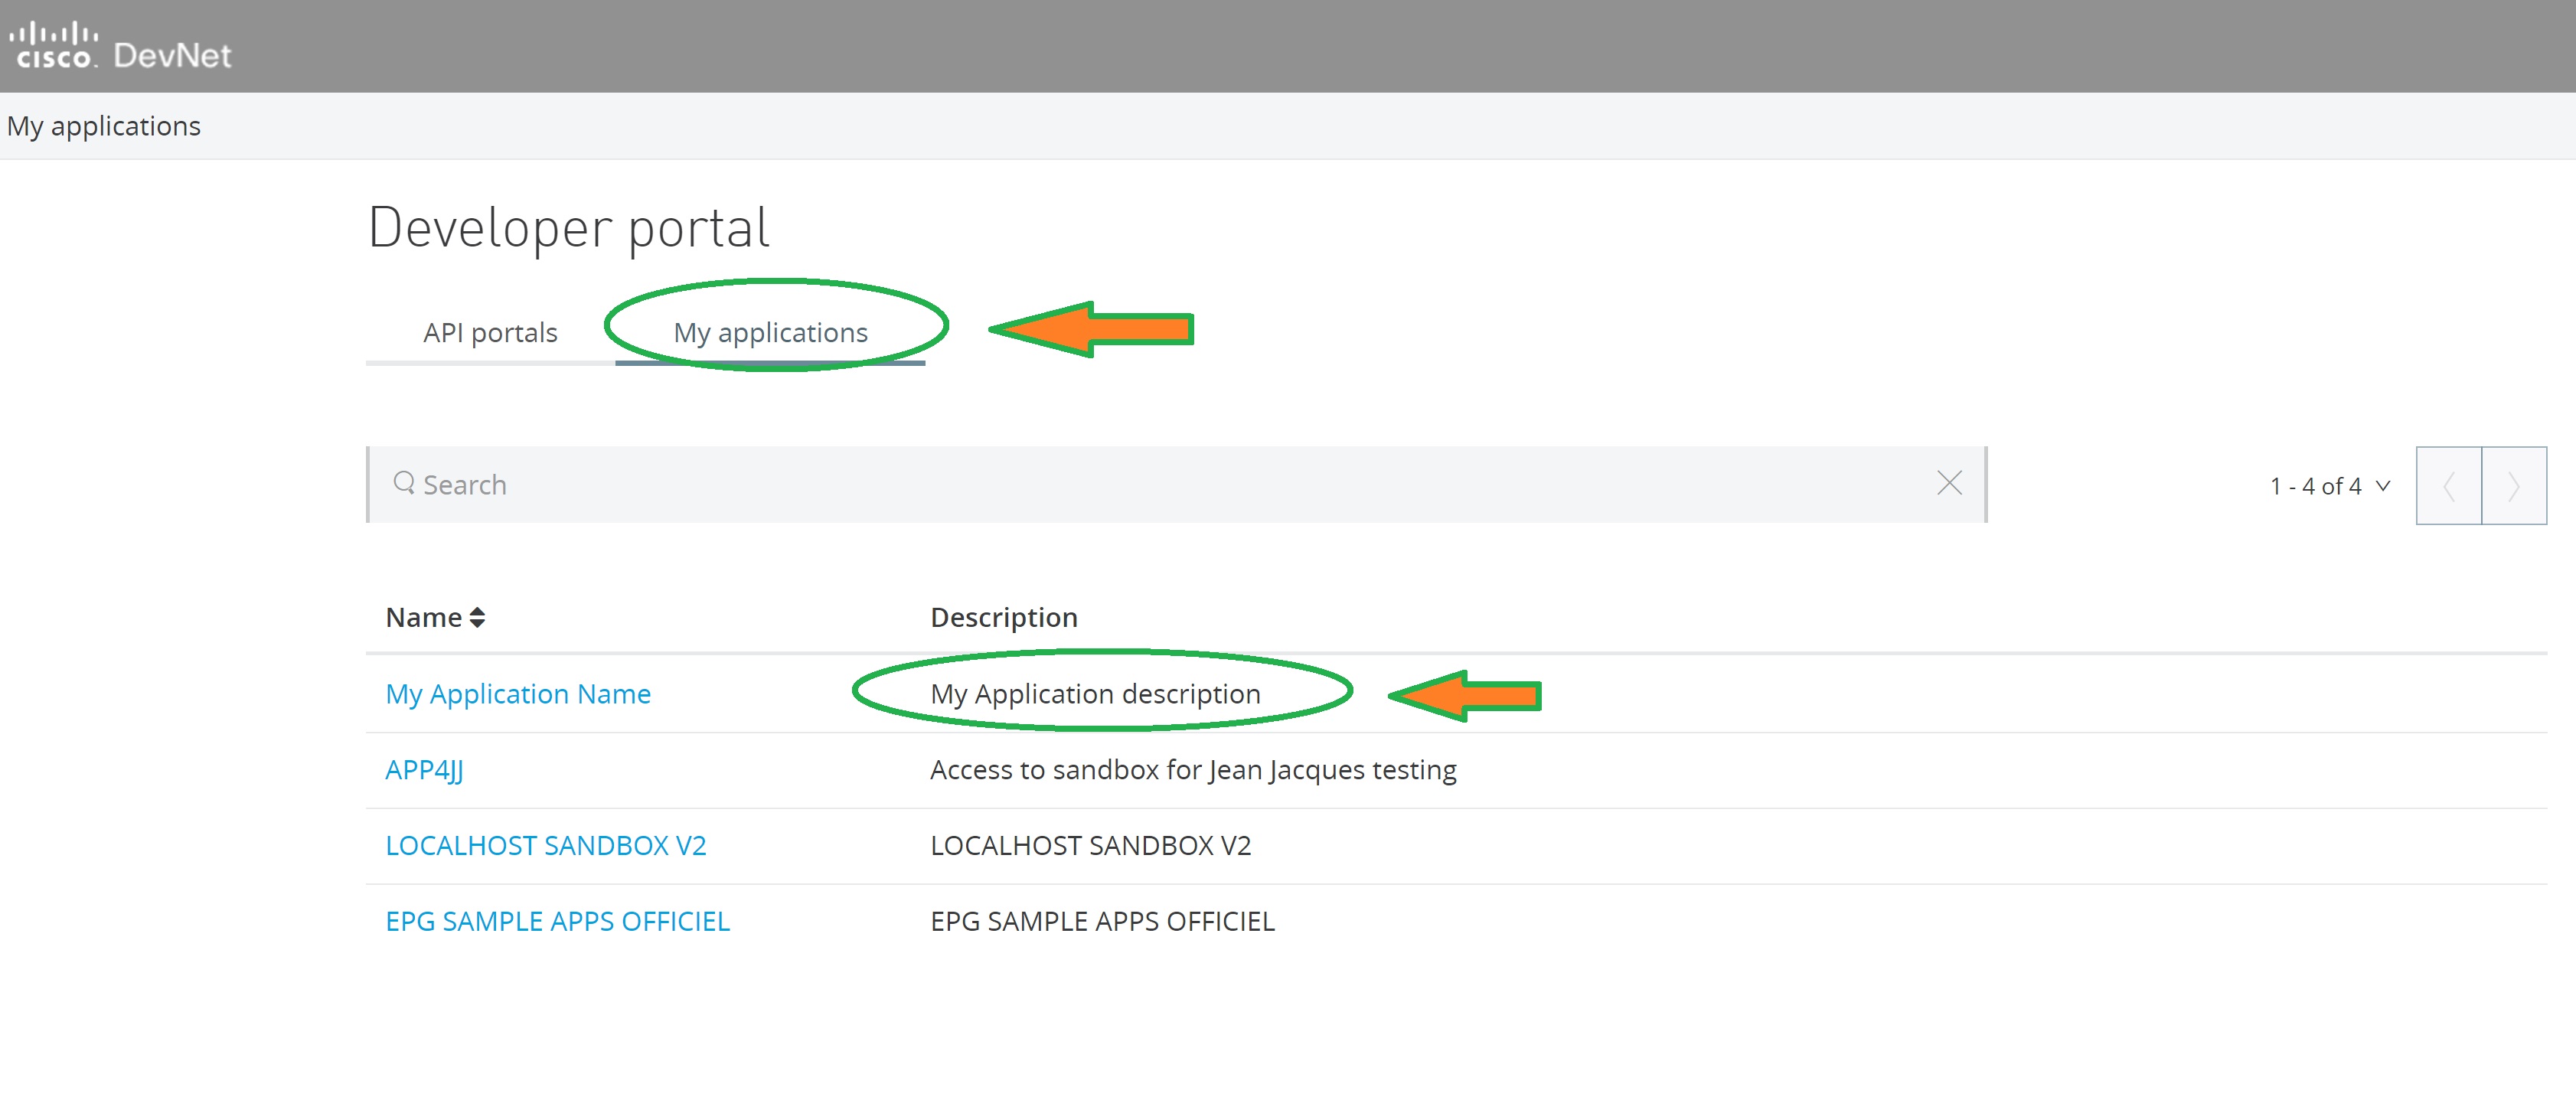 CISCO. DevNet
My applications
Developer portal
API portals My applications
Search 1 - 4 of 4
Name Description
My Application Name My Application description
APP4JJ Access to sandbox for Jean Jacques testing
LOCALHOST SANDBOX V2 LOCALHOST SANDBOX V2
EPG SAMPLE APPS OFFICIEL EPG SAMPLE APPS OFFICIEL